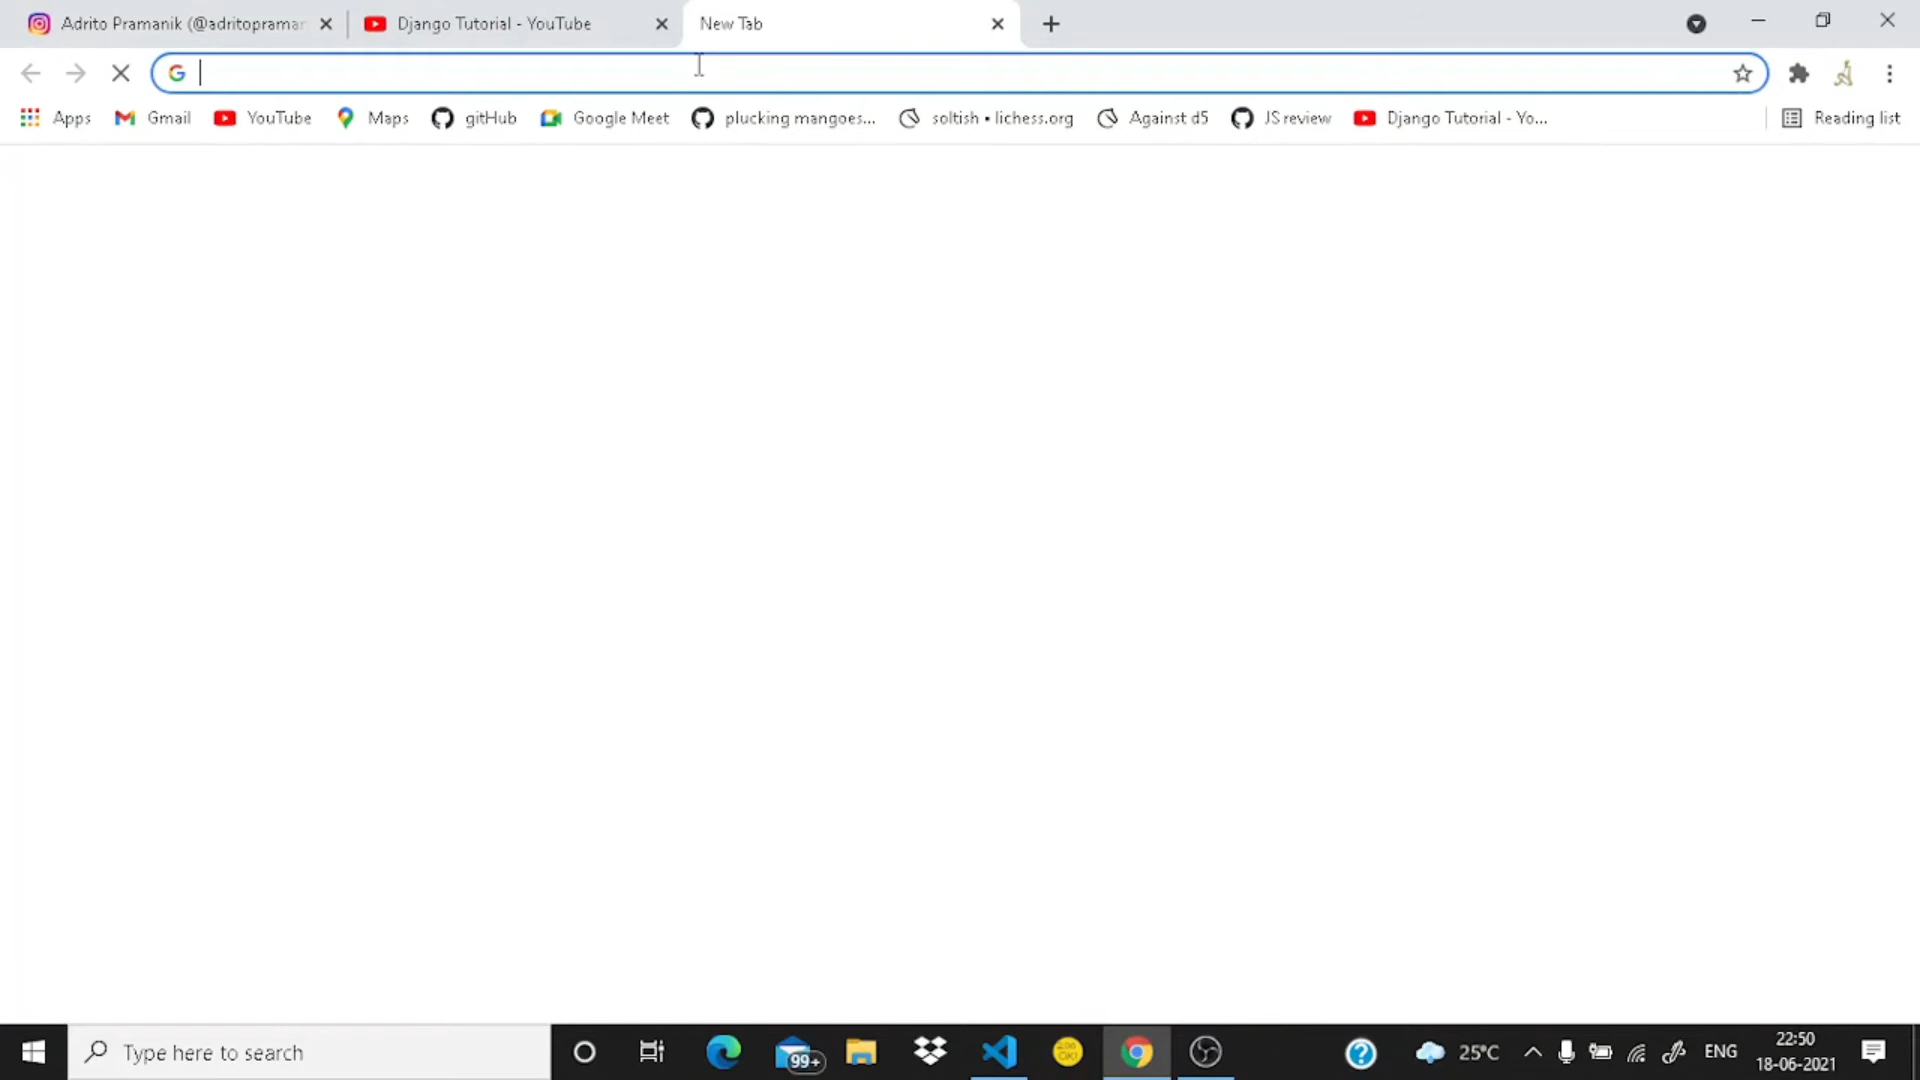 Adrito Pramanik (@adritopramar
Django Tutorial - YouTube
New Tab
Apps
Gmail
YouTube
Maps
gitHub
Google Meet
plucking mangoes...
soltish • lichess.org
Against d5
JS review
Django Tutorial - Yo...
Reading list
Type here to search
99+
25°C
ENG
22:50
18-06-2021